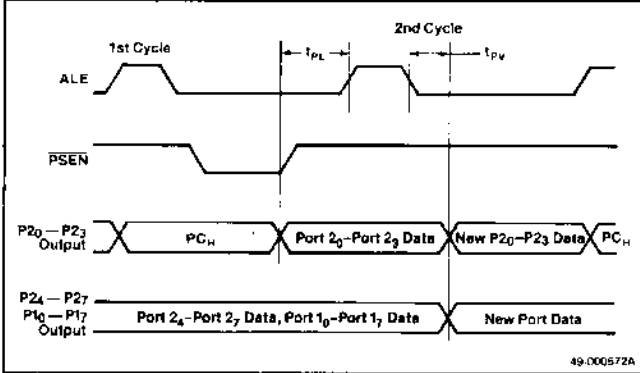 2nd Cycle
1st Cycle
tPL
tPV
ALE
PSEN
P20—P23
Output
PCH
Port 20–Port 23 Data
New P20–P23 Data
PCH
P24—P27
P10—P17
Output
Port 24–Port 27 Data, Port 10–Port 17 Data
New Port Data
49-000572A